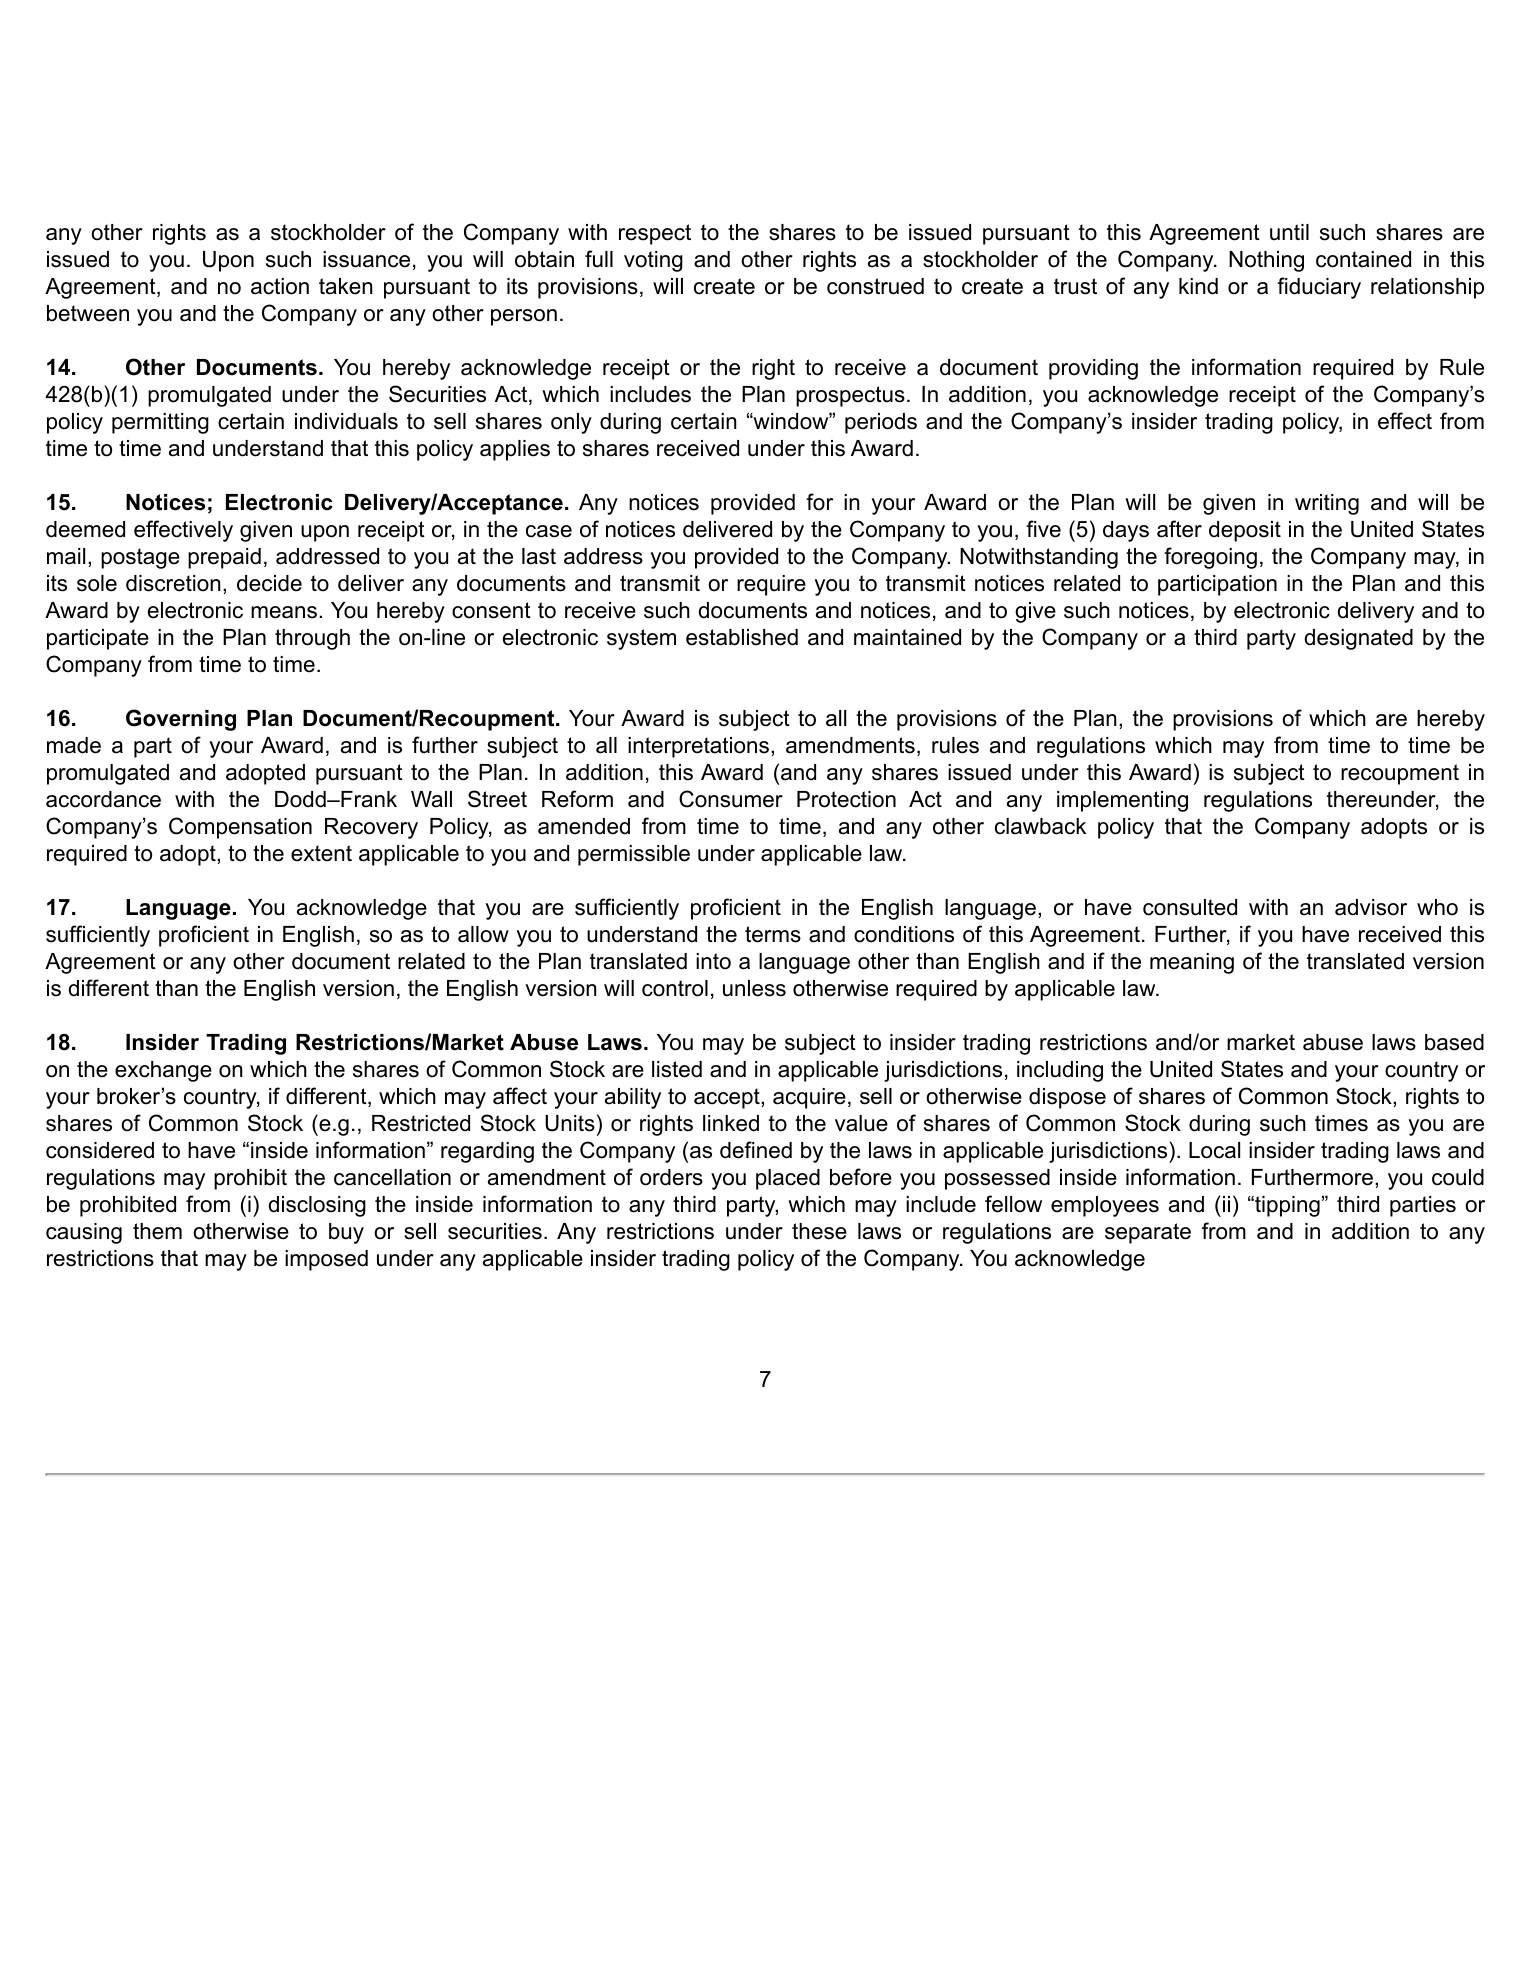 any other rights as a stockholder of the Company with respect to the shares to be issued pursuant to this Agreement until such shares are
issued to you. Upon such issuance, you will obtain full voting and other rights as a stockholder of the Company. Nothing contained in this
Agreement, and no action taken pursuant to its provisions, will create or be construed to create a trust of any kind or a fiduciary relationship
between you and the Company or any other person.
14. Other Documents. You hereby acknowledge receipt or the right to receive a document providing the information required by Rule
428(b)(1) promulgated under the Securities Act, which includes the Plan prospectus. In addition, you acknowledge receipt of the Company’s
policy permitting certain individuals to sell shares only during certain “window” periods and the Company’s insider trading policy, in effect from
time to time and understand that this policy applies to shares received under this Award.
15. Notices; Electronic Delivery/Acceptance. Any notices provided for in your Award or the Plan will be given in writing and will be
deemed effectively given upon receipt or, in the case of notices delivered by the Company to you, five (5) days after deposit in the United States
mail, postage prepaid, addressed to you at the last address you provided to the Company. Notwithstanding the foregoing, the Company may, in
its sole discretion, decide to deliver any documents and transmit or require you to transmit notices related to participation in the Plan and this
Award by electronic means. You hereby consent to receive such documents and notices, and to give such notices, by electronic delivery and to
participate in the Plan through the on-line or electronic system established and maintained by the Company or a third party designated by the
Company from time to time.
16. Governing Plan Document/Recoupment. Your Award is subject to all the provisions of the Plan, the provisions of which are hereby
made a part of your Award, and is further subject to all interpretations, amendments, rules and regulations which may from time to time be
promulgated and adopted pursuant to the Plan. In addition, this Award (and any shares issued under this Award) is subject to recoupment in
accordance with the Dodd–Frank Wall Street Reform and Consumer Protection Act and any implementing regulations thereunder, the
Company’s Compensation Recovery Policy, as amended from time to time, and any other clawback policy that the Company adopts or is
required to adopt, to the extent applicable to you and permissible under applicable law.
17. Language. You acknowledge that you are sufficiently proficient in the English language, or have consulted with an advisor who is
sufficiently proficient in English, so as to allow you to understand the terms and conditions of this Agreement. Further, if you have received this
Agreement or any other document related to the Plan translated into a language other than English and if the meaning of the translated version
is different than the English version, the English version will control, unless otherwise required by applicable law.
18. Insider Trading Restrictions/Market Abuse Laws. You may be subject to insider trading restrictions and/or market abuse laws based
on the exchange on which the shares of Common Stock are listed and in applicable jurisdictions, including the United States and your country or
your broker’s country, if different, which may affect your ability to accept, acquire, sell or otherwise dispose of shares of Common Stock, rights to
shares of Common Stock (e.g., Restricted Stock Units) or rights linked to the value of shares of Common Stock during such times as you are
considered to have “inside information” regarding the Company (as defined by the laws in applicable jurisdictions). Local insider trading laws and
regulations may prohibit the cancellation or amendment of orders you placed before you possessed inside information. Furthermore, you could
be prohibited from (i) disclosing the inside information to any third party, which may include fellow employees and (ii) “tipping” third parties or
causing them otherwise to buy or sell securities. Any restrictions under these laws or regulations are separate from and in addition to any
restrictions that may be imposed under any applicable insider trading policy of the Company. You acknowledge
7